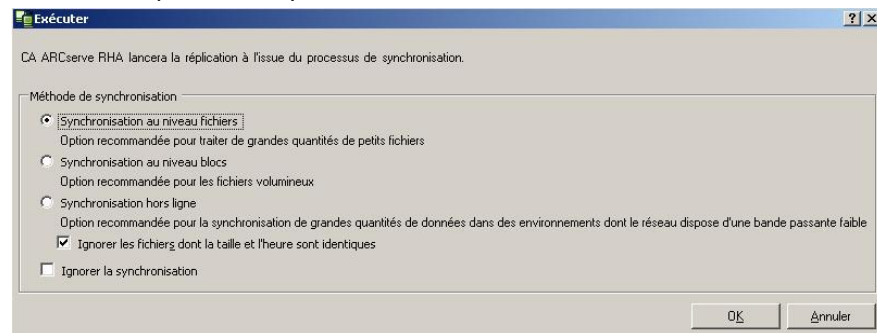 Exécuter
CA ARCserve RHA lancera la réplication à l'issue du processus de synchronisation.
Méthode de synchronisation
Synchronisation au niveau fichiers
Option recommandée pour traiter de grandes quantités de petits fichiers
Synchronisation au niveau blocs
Option recommandée pour les fichiers volumineux
Synchronisation hors ligne
Option recommandée pour la synchronisation de grandes quantités de données dans des environnements dont le réseau dispose d'une bande passante faible
Ignorer les fichiers dont la taille et l'heure sont identiques
Ignorer la synchronisation
OK Annuler